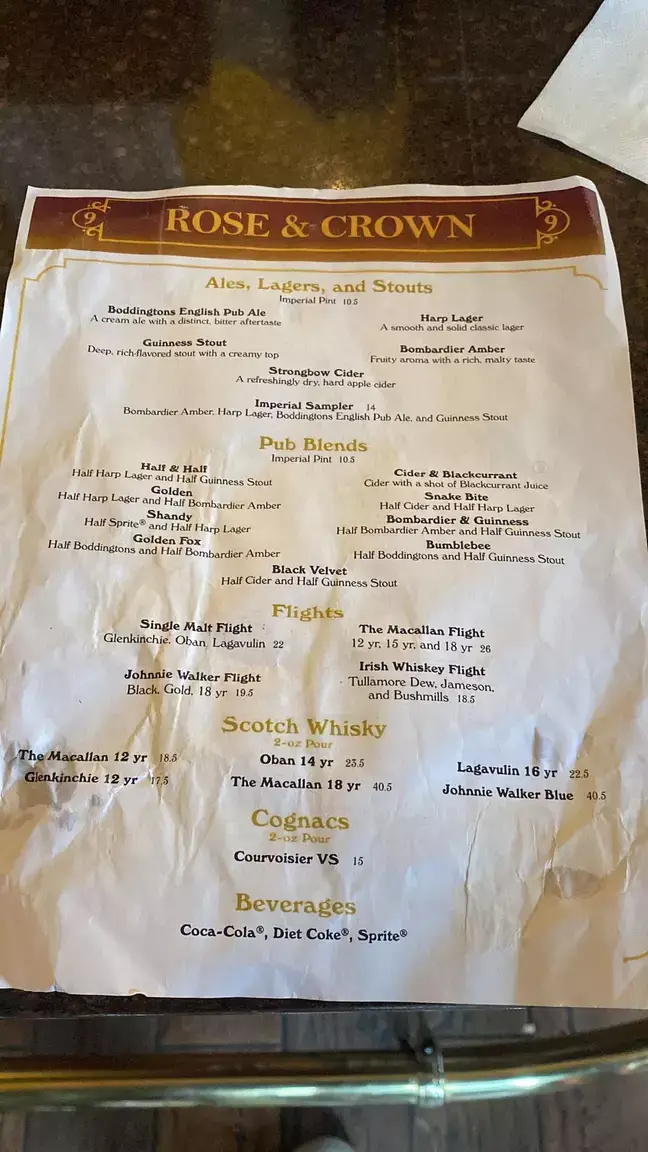 9 ROSE & CROWN 9
Ales, Lagers, and Stouts
Imperial Pint 10.5
Boddingtons English Pub Ale
A cream ale with a distinct, bitter aftertaste
Harp Lager
A smooth and solid classic lager
Guinness Stout
Deep, rich-flavored stout with a creamy top
Bombardier Amber
Fruity aroma with a rich, malty taste
Strongbow Cider
A refreshingly dry, hard apple cider
Imperial Sampler 14
Bombardier Amber, Harp Lager, Boddingtons English Pub Ale, and Guinness Stout
Pub Blends
Imperial Pint 10.5
Half & Half
Half Harp Lager and Half Guinness Stout
Cider & Blackcurrant
Cider with a shot of Blackcurrant Juice
Golden
Half Harp Lager and Half Bombardier Amber
Snake Bite
Half Cider and Half Harp Lager
Shandy
Half Sprite® and Half Harp Lager
Bombardier & Guinness
Half Bombardier Amber and Half Guinness Stout
Golden Fox
Half Boddingtons and Half Bombardier Amber
Bumblebee
Half Boddingtons and Half Guinness Stout
Black Velvet
Half Cider and Half Guinness Stout
Flights
Single Malt Flight
Glenkinchie, Oban, Lagavulin 22
The Macallan Flight
12 yr, 15 yr, and 18 yr 26
Johnnie Walker Flight
Black, Gold, 18 yr 19.5
Irish Whiskey Flight
Tullamore Dew, Jameson,
and Bushmills 18.5
Scotch Whisky
2-oz Pour
The Macallan 12 yr 18.5
Oban 14 yr 23.5
Lagavulin 16 yr 22.5
Glenkinchie 12 yr 17.5
The Macallan 18 yr 40.5
Johnnie Walker Blue 40.5
Cognacs
2-oz Pour
Courvoisier VS 15
Beverages
Coca-Cola®, Diet Coke®, Sprite®